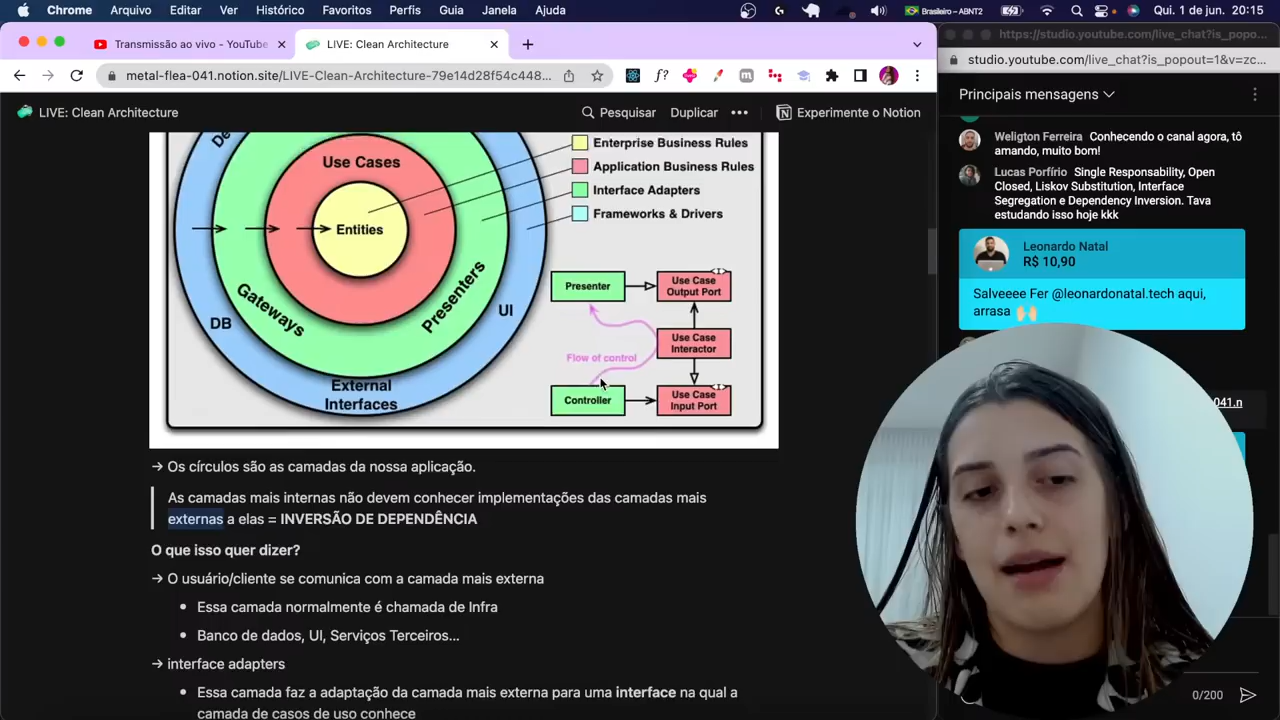 Chrome Arquivo Editar Ver Histórico Favoritos Perfis Guia Janela Ajuda
Brasileiro – ABNT2
Qui. 1 de jun. 20:15
Transmissão ao vivo - YouTube
LIVE: Clean Architecture
metal-flea-041.notion.site/LIVE-Clean-Architecture-79e14d28f54c448...
LIVE: Clean Architecture
Pesquisar
Duplicar
Experimente o Notion
De
Use Cases
Entities
Gateways
Presenters
DB
UI
External
Interfaces
Enterprise Business Rules
Application Business Rules
Interface Adapters
Frameworks & Drivers
Presenter
Use Case
Output Port
Use Case
Interactor
Flow of control
Controller
Use Case
Input Port
→ Os círculos são as camadas da nossa aplicação.
As camadas mais internas não devem conhecer implementações das camadas mais
externas a elas = INVERSÃO DE DEPENDÊNCIA
O que isso quer dizer?
→ O usuário/cliente se comunica com a camada mais externa
• Essa camada normalmente é chamada de Infra
• Banco de dados, UI, Serviços Terceiros...
→ interface adapters
• Essa camada faz a adaptação da camada mais externa para uma interface na qual a
camada de casos de uso conhece
https://studio.youtube.com/live_chat?is_popout=1&v=zc...
studio.youtube.com/live_chat?is_popout=1&v=zc...
Principais mensagens
Weligton Ferreira Conhecendo o canal agora, tô
amando, muito bom!
Lucas Porfírio Single Responsability, Open
Closed, Liskov Substitution, Interface
Segregation e Dependency Inversion. Tava
estudando isso hoje kkk
Leonardo Natal
R$ 10,90
Salveeee Fer @leonardonatal.tech aqui,
arrasa
041.n
0/200